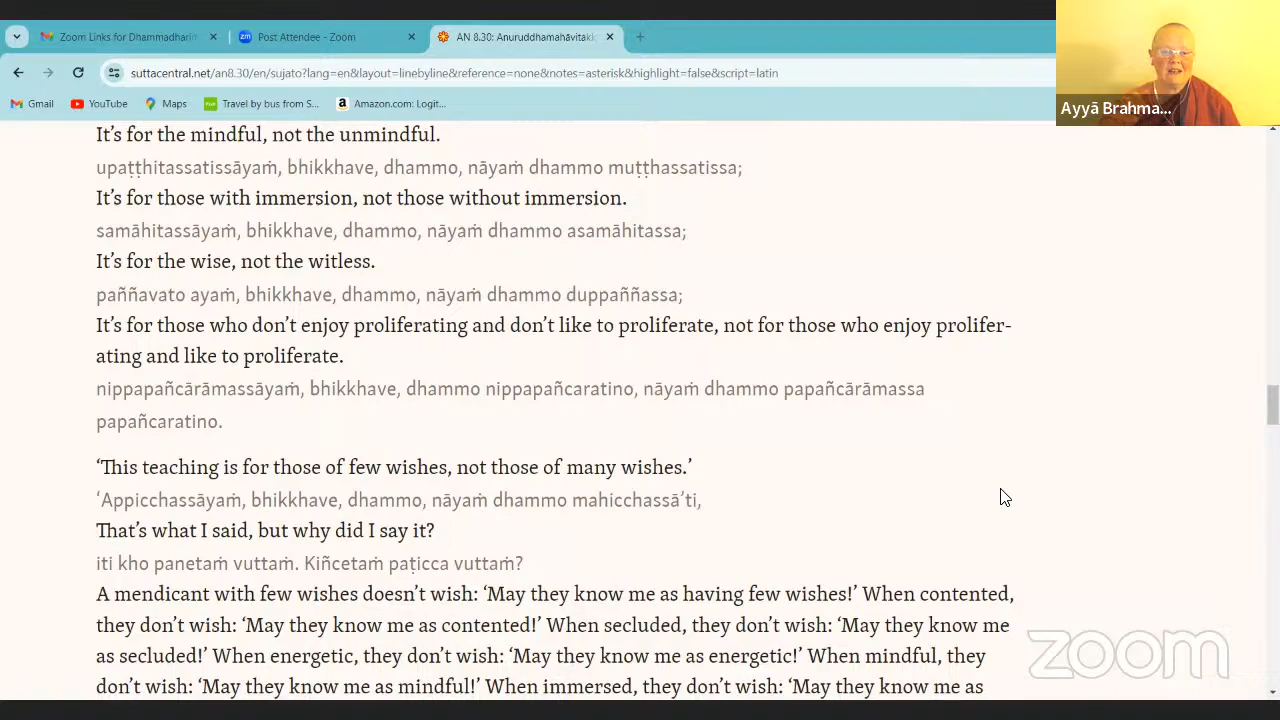 Zoom Links for Dhammadharin
Post Attendee - Zoom
AN 8.30: Anuruddhamahāvitakk
suttacentral.net/an8.30/en/sujato?lang=en&layout=linebyline&reference=none&notes=asterisk&highlight=false&script=latin
Gmail YouTube Maps Travel by bus from S... Amazon.com: Logit...
Ayyā Brahma...
It's for the mindful, not the unmindful.
upaṭṭhitassatissāyaṁ, bhikkhave, dhammo, nāyaṁ dhammo muṭṭhassatissa;
It's for those with immersion, not those without immersion.
samāhitassāyaṁ, bhikkhave, dhammo, nāyaṁ dhammo asamāhitassa;
It's for the wise, not the witless.
paññavato ayaṁ, bhikkhave, dhammo, nāyaṁ dhammo duppaññassa;
It's for those who don't enjoy proliferating and don't like to proliferate, not for those who enjoy prolifer-
ating and like to proliferate.
nippapañcārāmassāyaṁ, bhikkhave, dhammo nippapañcaratino, nāyaṁ dhammo papañcārāmassa
papañcaratino.
‘This teaching is for those of few wishes, not those of many wishes.’
‘Appicchassāyaṁ, bhikkhave, dhammo, nāyaṁ dhammo mahicchassā’ti,
That's what I said, but why did I say it?
iti kho panetaṁ vuttaṁ. Kiñcetaṁ paṭicca vuttaṁ?
A mendicant with few wishes doesn't wish: ‘May they know me as having few wishes!’ When contented,
they don't wish: ‘May they know me as contented!’ When secluded, they don't wish: ‘May they know me
as secluded!’ When energetic, they don't wish: ‘May they know me as energetic!’ When mindful, they
don't wish: ‘May they know me as mindful!’ When immersed, they don't wish: ‘May they know me as
zoom